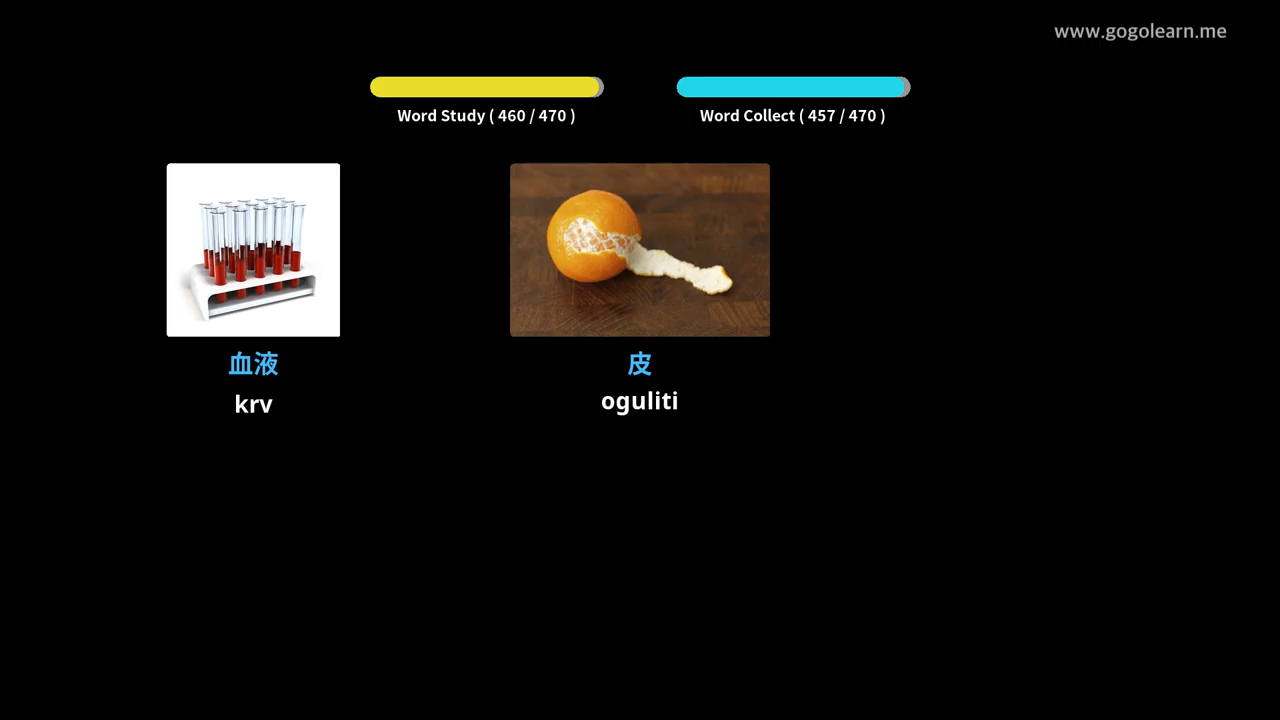 www.gogolearn.me
Word Study ( 460 / 470 )
Word Collect ( 457 / 470 )
血液
krv
皮
oguliti